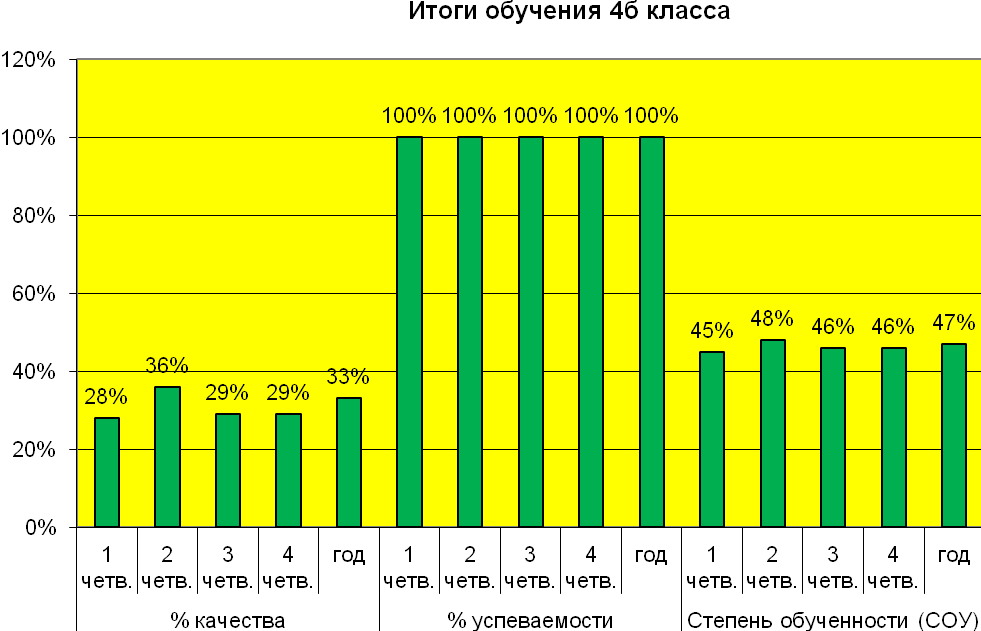 Итоги обучения 4б класса
120%
100%
80%
60%
40%
20%
0%
28%
36%
29%
29%
33%
100%
100%
100%
100%
100%
45%
48%
46%
46%
47%
1 четв.
2 четв.
3 четв.
4 четв.
год
1 четв.
2 четв.
3 четв.
4 четв.
год
1 четв.
2 четв.
3 четв.
4 четв.
год
% качества
% успеваемости
Степень обученности (СОУ)